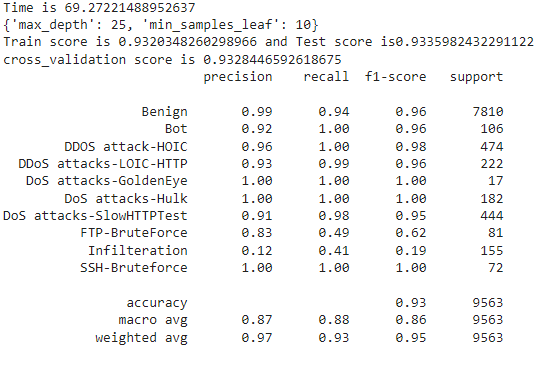 Time is 69.27221488952637
{'max_depth': 25, 'min_samples_leaf': 10}
Train score is 0.9320348260298966 and Test score is0.9335982432291122
cross_validation score is 0.9328446592618675
precision recall f1-score support
Benign 0.99 0.94 0.96 7810
Bot 0.92 1.00 0.96 106
DDOS attack-HOIC 0.96 1.00 0.98 474
DDoS attacks-LOIC-HTTP 0.93 0.99 0.96 222
DoS attacks-GoldenEye 1.00 1.00 1.00 17
DoS attacks-Hulk 1.00 1.00 1.00 182
DoS attacks-SlowHTTPTest 0.91 0.98 0.95 444
FTP-BruteForce 0.83 0.49 0.62 81
Infilteration 0.12 0.41 0.19 155
SSH-Bruteforce 1.00 1.00 1.00 72
accuracy 0.93 9563
macro avg 0.87 0.88 0.86 9563
weighted avg 0.97 0.93 0.95 9563